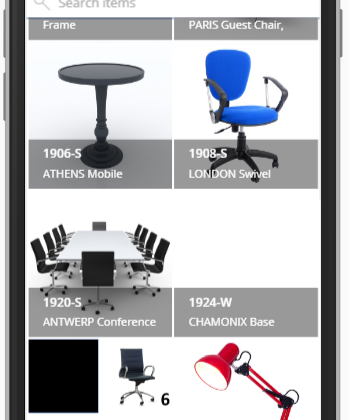 Search items
Frame
PARIS Guest Chair,
1906-S
ATHENS Mobile
1908-S
LONDON Swivel
1920-S
ANTWERP Conference
1924-W
CHAMONIX Base
6